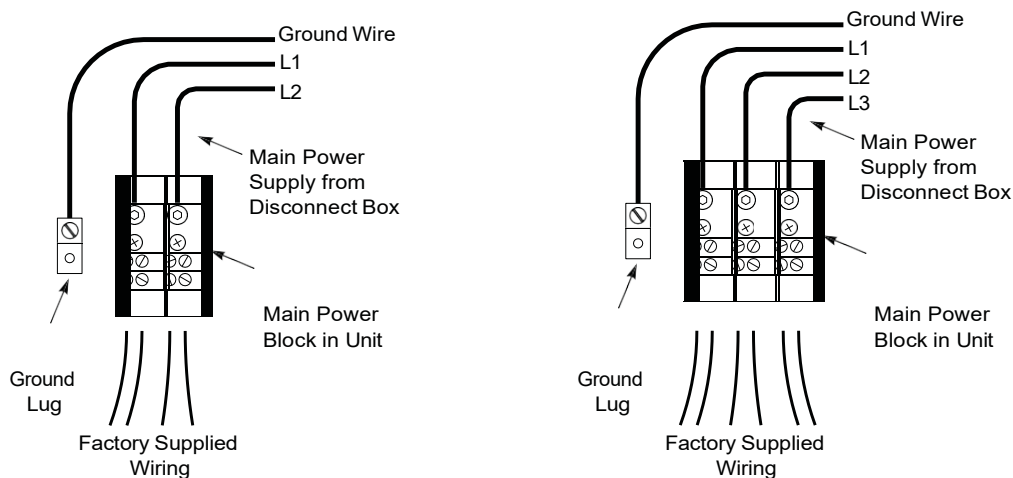 Ground Wire
L1
L2
Main Power
Supply from
Disconnect Box
Main Power
Block in Unit
Ground
Lug
Factory Supplied
Wiring
Ground Wire
L1
L2
L3
Main Power
Supply from
Disconnect Box
Main Power
Block in Unit
Ground
Lug
Factory Supplied
Wiring